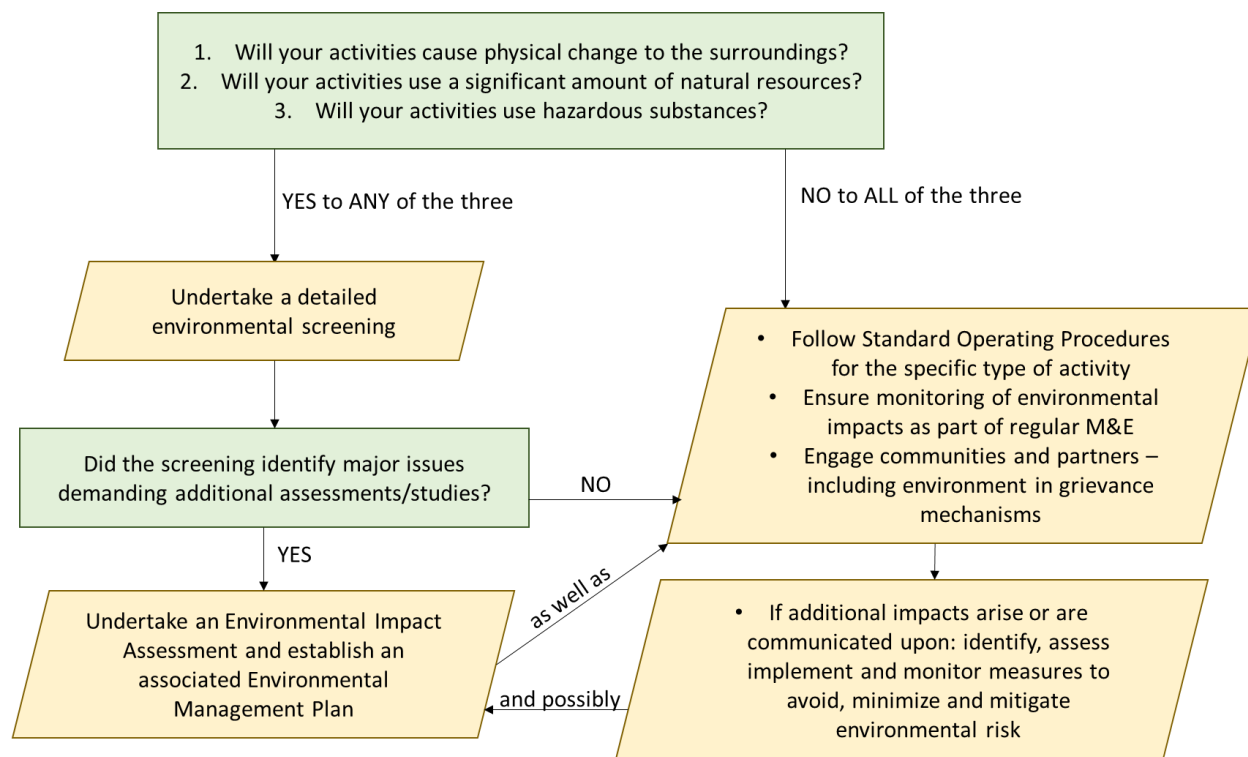 1. Will your activities cause physical change to the surroundings?
2. Will your activities use a significant amount of natural resources?
3. Will your activities use hazardous substances?
YES to ANY of the three
NO to ALL of the three
Undertake a detailed
environmental screening
• Follow Standard Operating Procedures
for the specific type of activity
• Ensure monitoring of environmental
impacts as part of regular M&E
• Engage communities and partners –
including environment in grievance
mechanisms
Did the screening identify major issues
demanding additional assessments/studies?
NO
YES
as well as
Undertake an Environmental Impact
Assessment and establish an
associated Environmental
Management Plan
and possibly
• If additional impacts arise or are
communicated upon: identify, assess
implement and monitor measures to
avoid, minimize and mitigate
environmental risk